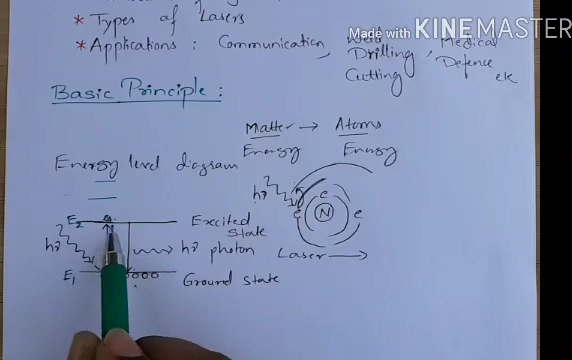 * Types of Lasers
Made with KINEMASTER
* Applications : Communication, Weld Medical
Drilling, Defence
Cutting etc
Basic Principle :
Matter → Atoms
Energy Energy
Energy level diagram
hν
e e e N
E2 Excited State
hν hν photon Laser →
E1 Ground state